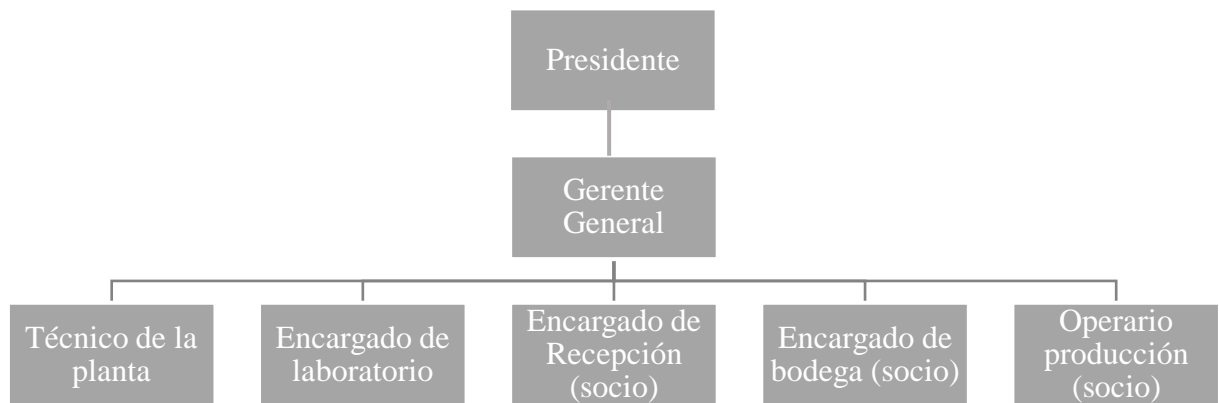 Presidente
Gerente
General
Técnico de la
planta
Encargado de
laboratorio
Encargado de
Recepción
(socio)
Encargado de
bodega (socio)
Operario
producción
(socio)